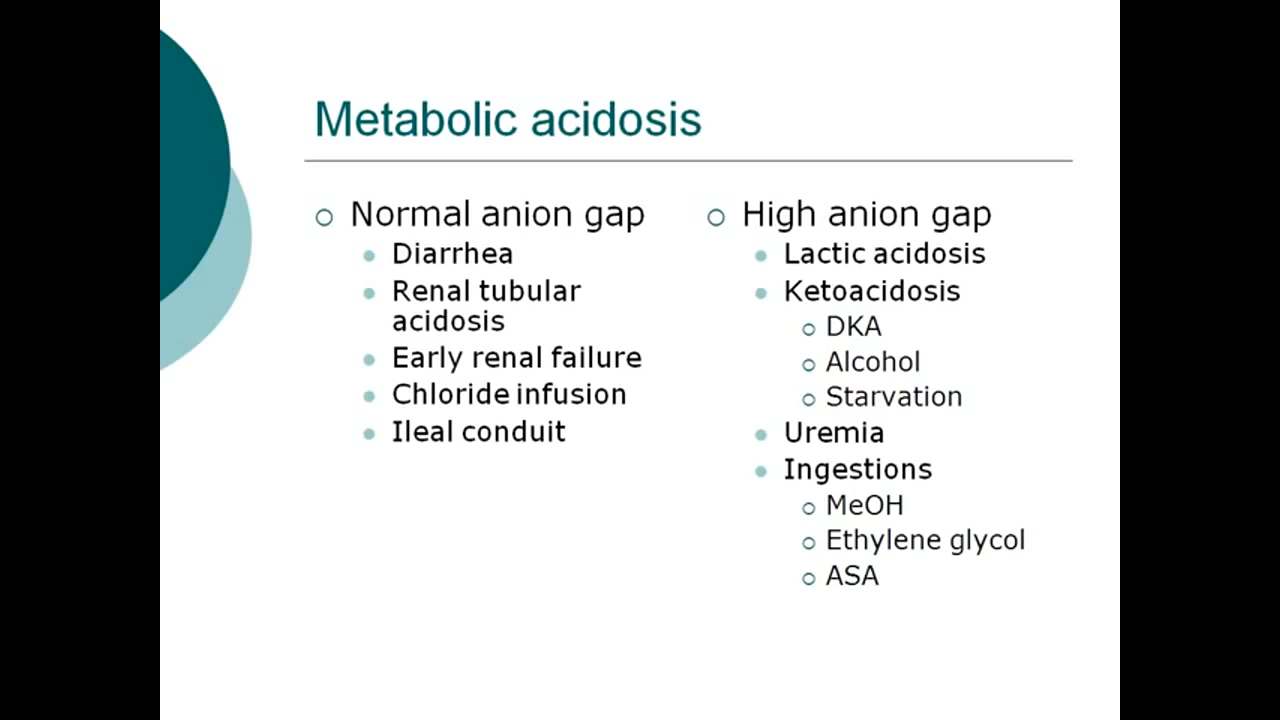 Metabolic acidosis
Normal anion gap
Diarrhea
Renal tubular
acidosis
Early renal failure
Chloride infusion
Ileal conduit
High anion gap
Lactic acidosis
Ketoacidosis
DKA
Alcohol
Starvation
Uremia
Ingestions
MeOH
Ethylene glycol
ASA